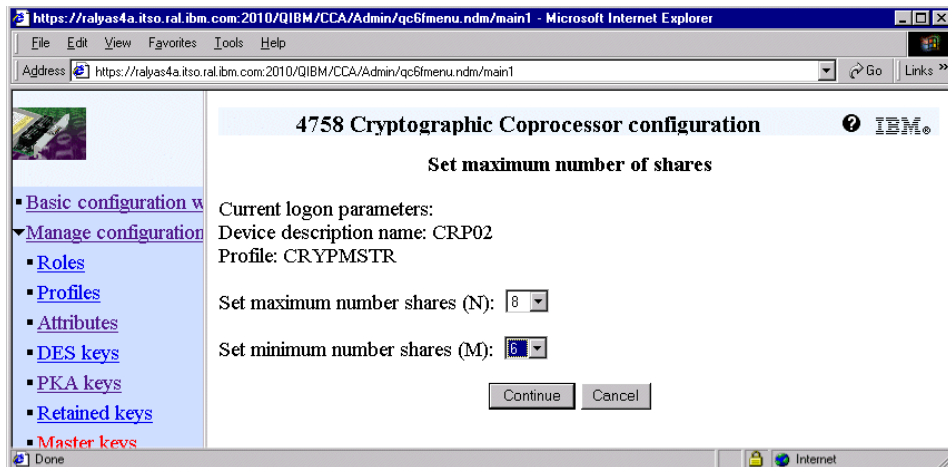 https://ralyas4a.itso.ral.ibm.com:2010/QIBM/CCA/Admin/qc6fmenu.ndm/main1 - Microsoft Internet Explorer
File Edit View Favorites Tools Help
Address https://ralyas4a.itso.ral.ibm.com:2010/QIBM/CCA/Admin/qc6fmenu.ndm/main1 Go Links »
4758 Cryptographic Coprocessor configuration ? IBM®
Set maximum number of shares
Basic configuration w
Manage configuration
Roles
Profiles
Attributes
DES keys
PKA keys
Retained keys
Master keys
Current logon parameters:
Device description name: CRP02
Profile: CRYPMSTR
Set maximum number shares (N): 8
Set minimum number shares (M): 6
Continue Cancel
Done Internet